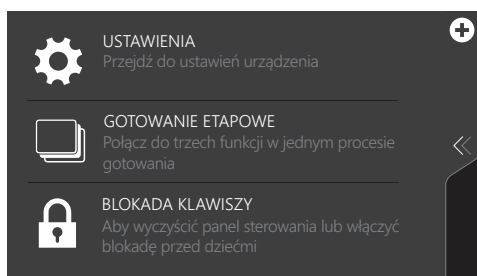 USTAWIENIA
Przejdź do ustawień urządzenia
GOTOWANIE ETAPOWE
Połącz do trzech funkcji w jednym procesie
gotowania
BLOKADA KLAWISZY
Aby wyczyścić panel sterowania lub włączyć
blokadę przed dziećmi